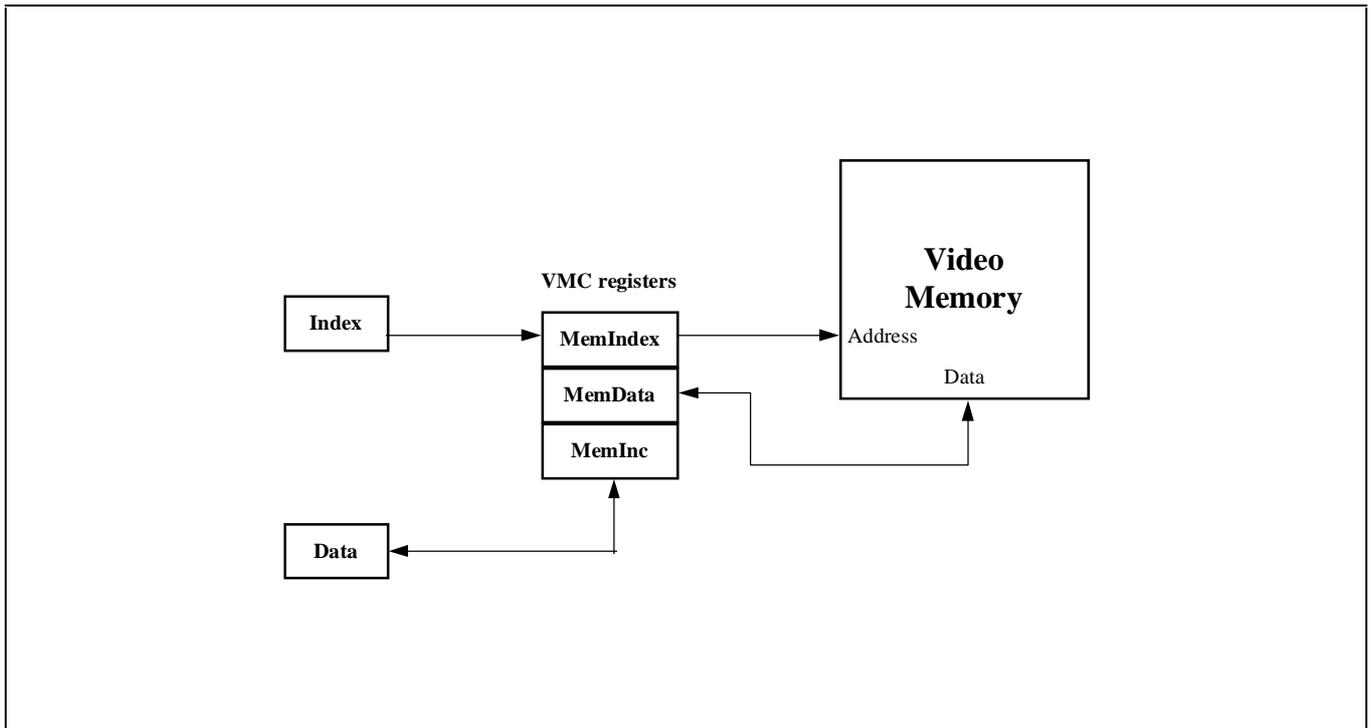 VMC registers
Index
MemIndex
MemData
MemInc
Data
Video
Memory
Address
Data